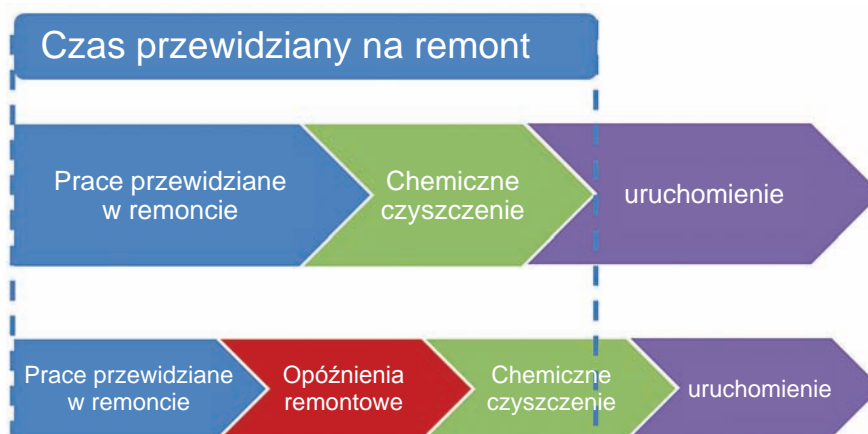 Czas przewidziany na remont
Prace przewidziane
w remoncie
Chemiczne
czyszczenie
uruchomienie
Prace przewidziane
w remoncie
Opóźnienia
remontowe
Chemiczne
czyszczenie
uruchomienie